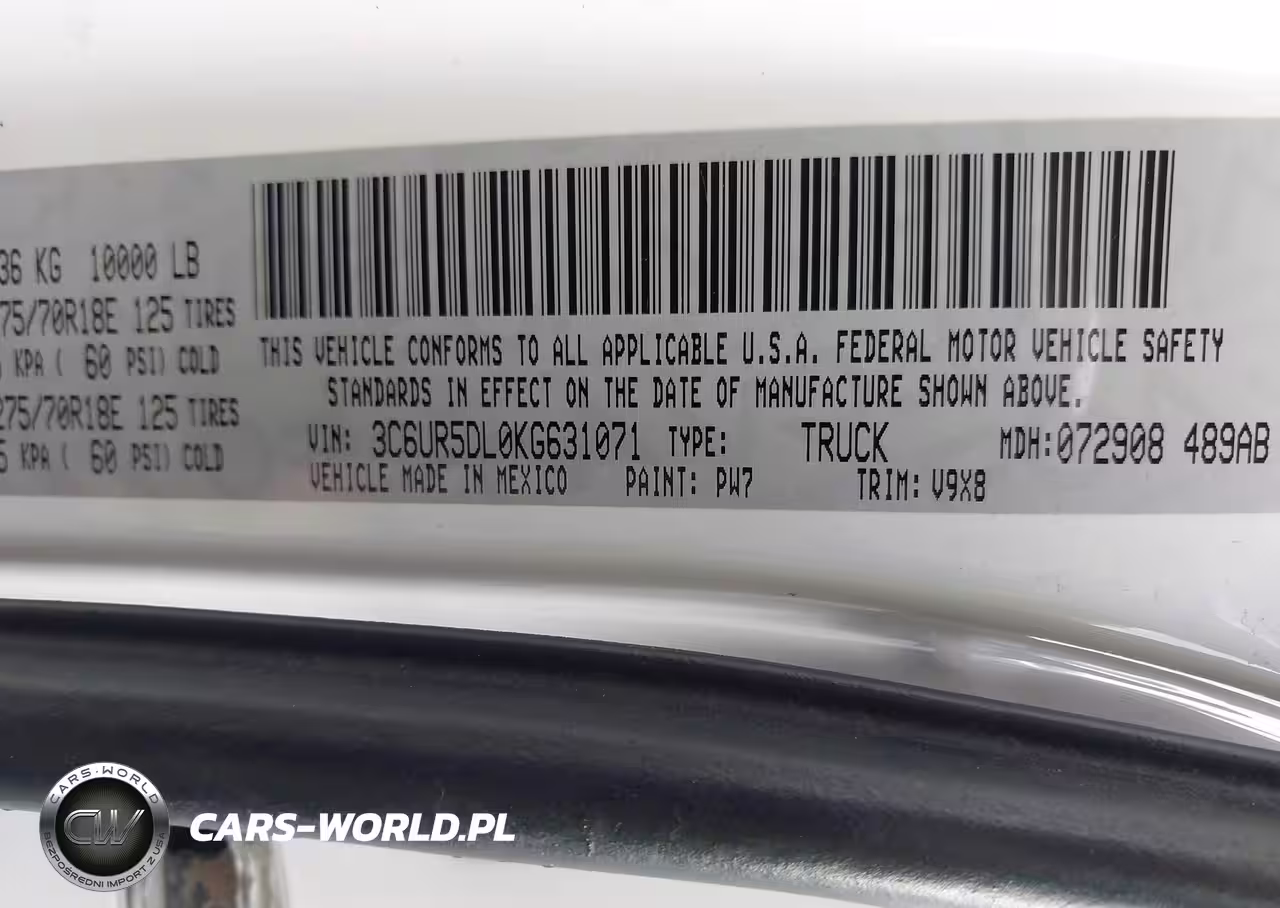 36 KG 10000 LB
75/70R18E 125 TIRES
KPA ( 60 PSI) COLD
275/70R18E 125 TIRES
5 KPA ( 60 PSI) COLD
THIS VEHICLE CONFORMS TO ALL APPLICABLE U.S.A. FEDERAL MOTOR VEHICLE SAFETY
STANDARDS IN EFFECT ON THE DATE OF MANUFACTURE SHOWN ABOVE.
VIN: 3C6UR5DL0KG631071 TYPE: TRUCK MDH:072908 489AB
VEHICLE MADE IN MEXICO PAINT: PW7 TRIM: V9X8
CARS-WORLD
CW
BEZPOŚREDNI IMPORT Z USA
CARS-WORLD.PL